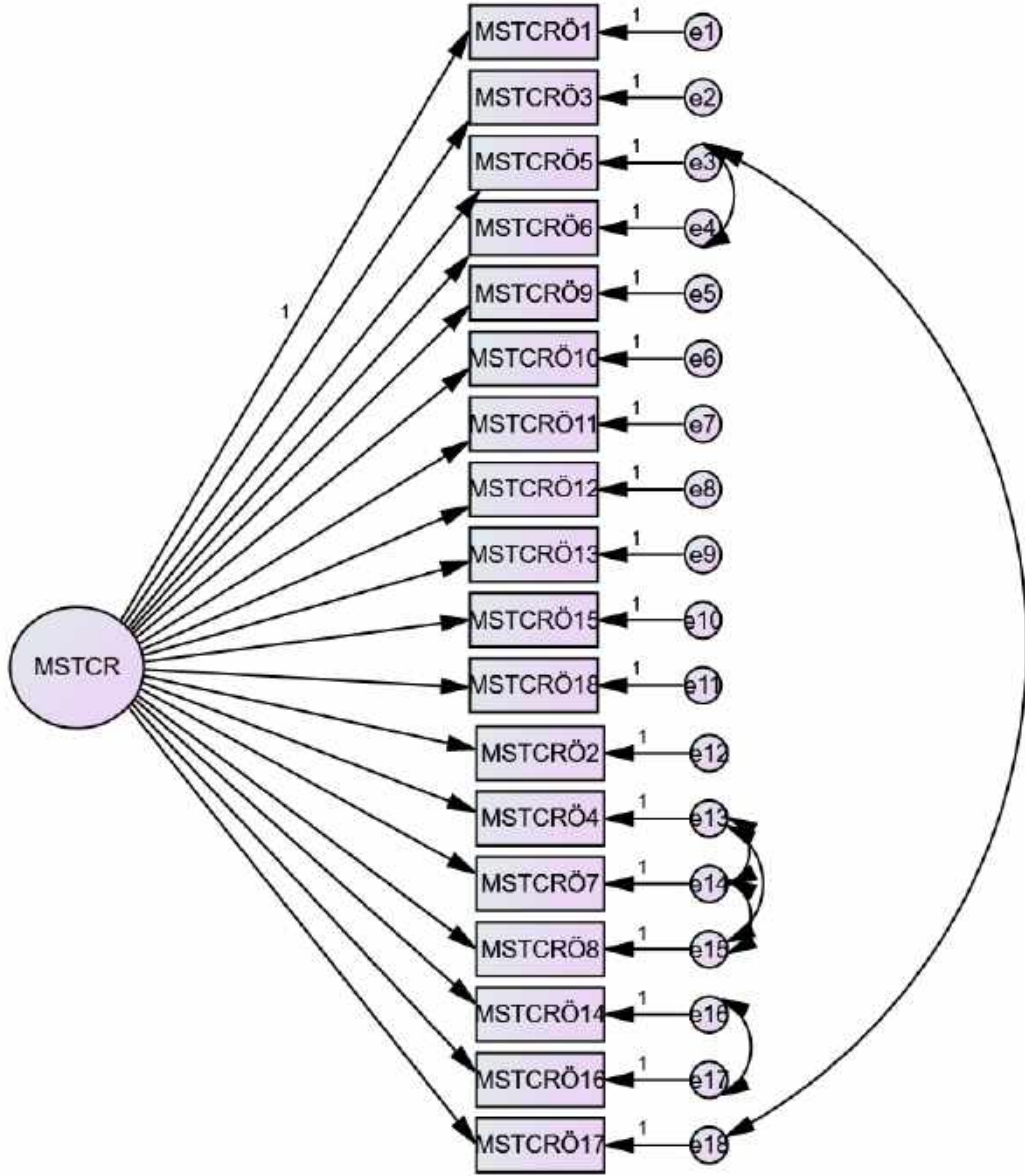 MSTCRÖ1 1 e1
MSTCRÖ3 1 e2
MSTCRÖ5 1 e3
MSTCRÖ6 1 e4
1 MSTCRÖ9 1 e5
MSTCRÖ10 1 e6
MSTCRÖ11 1 e7
MSTCRÖ12 1 e8
MSTCRÖ13 1 e9
MSTCRÖ15 1 e10
MSTCR
MSTCRÖ18 1 e11
MSTCRÖ2 1 e12
MSTCRÖ4 1 e13
MSTCRÖ7 1 e14
MSTCRÖ8 1 e15
MSTCRÖ14 1 e16
MSTCRÖ16 1 e17
MSTCRÖ17 1 e18